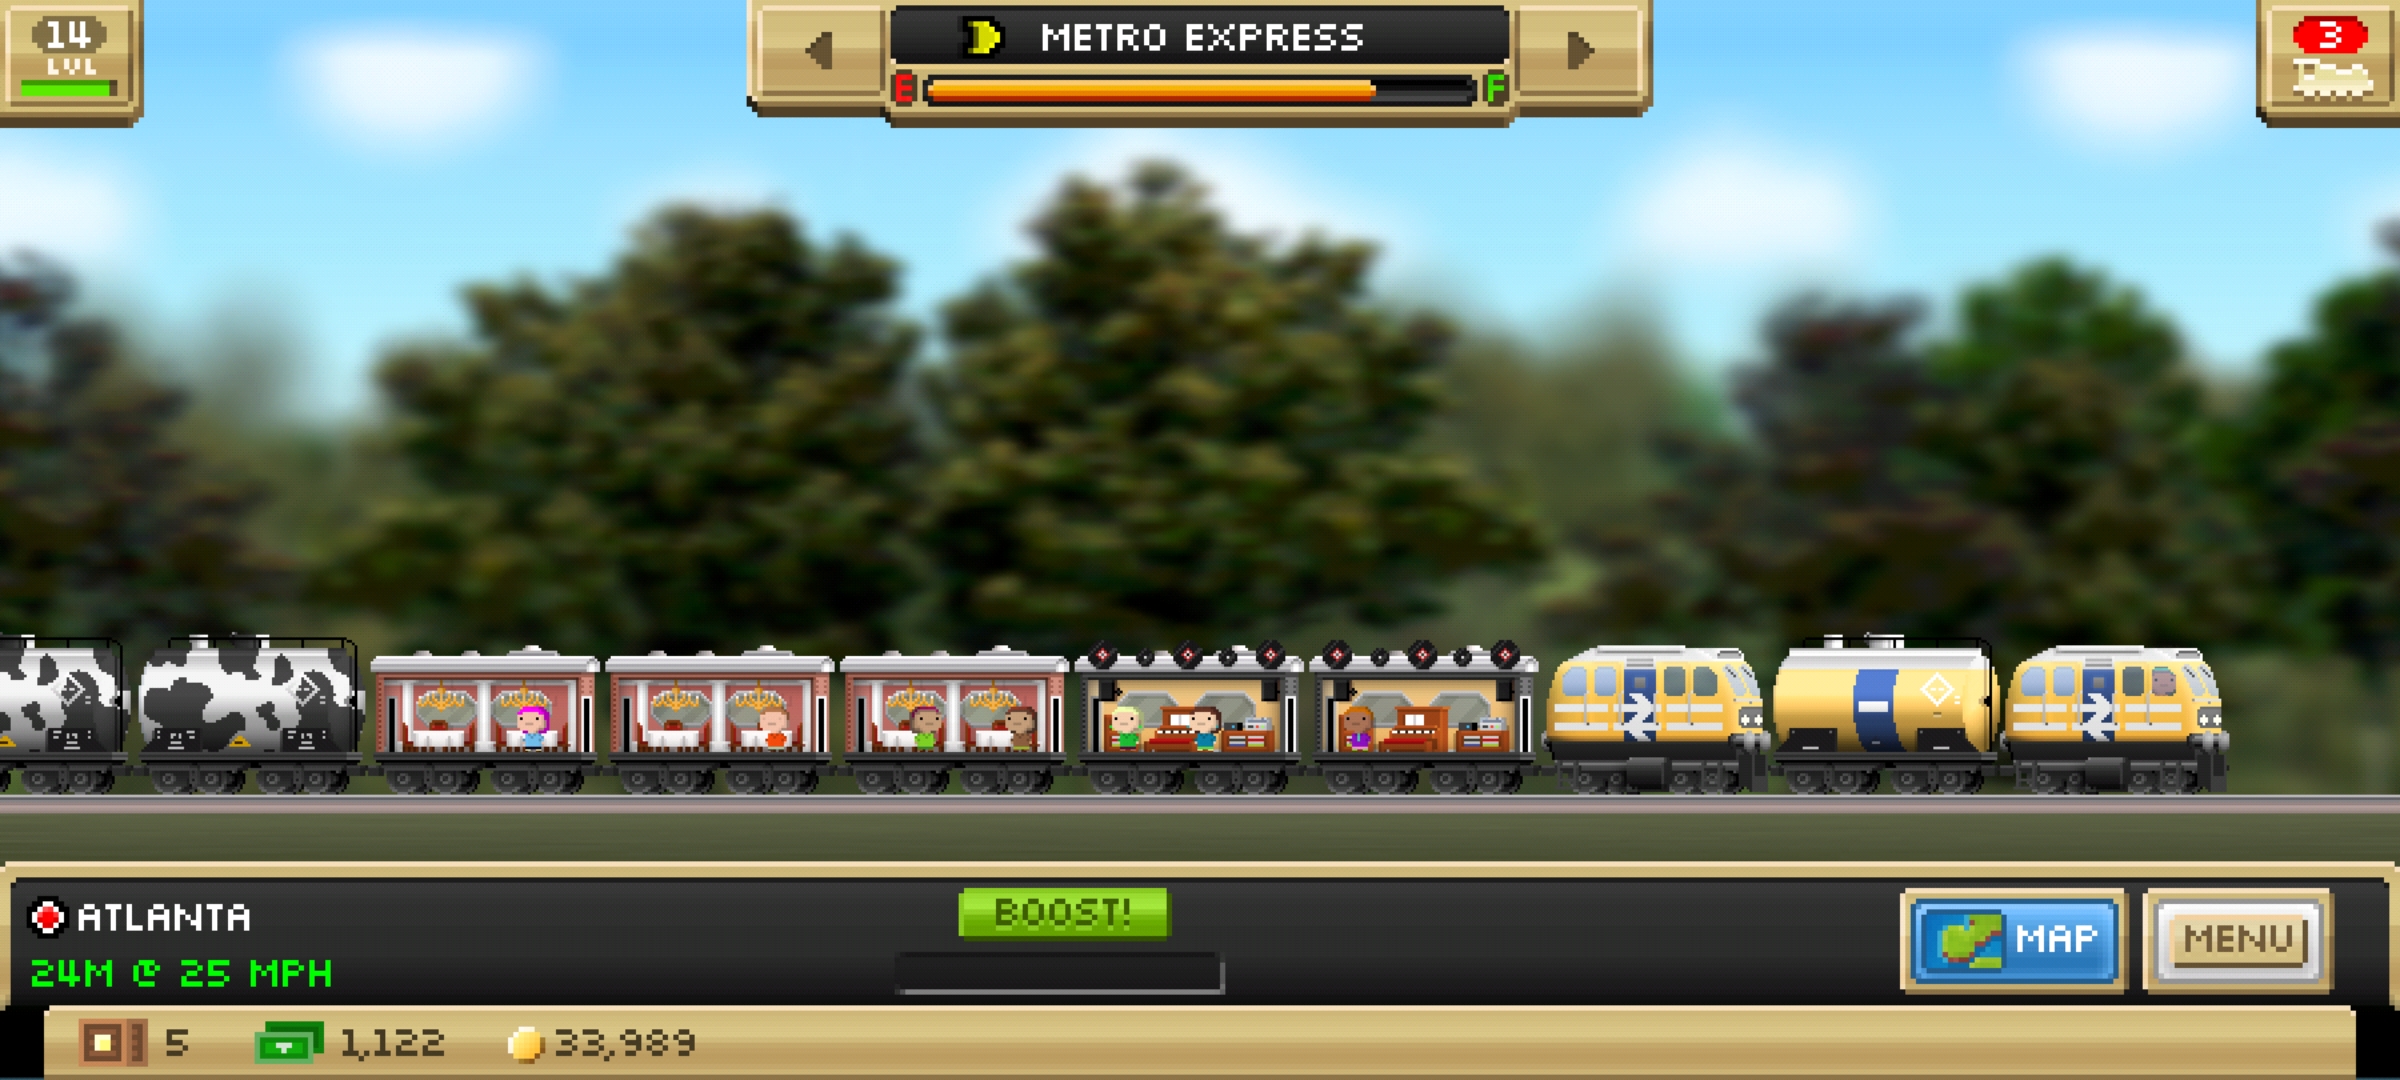 14
LVL
METRO EXPRESS
E F
3
ATLANTA
24M @ 25 MPH
BOOST!
MAP
MENU
5
1,122
33,989